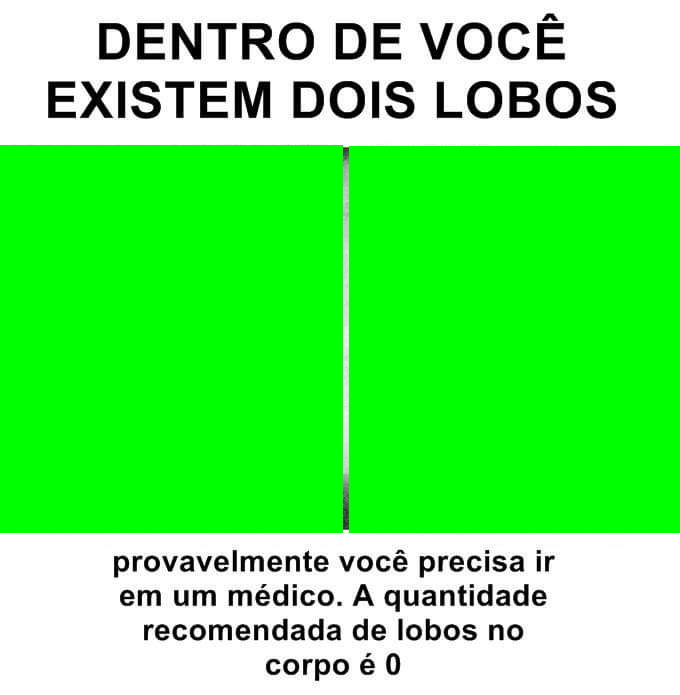 DENTRO DE VOCÊ
EXISTEM DOIS LOBOS
provavelmente você precisa ir
em um médico. A quantidade
recomendada de lobos no
corpo é 0